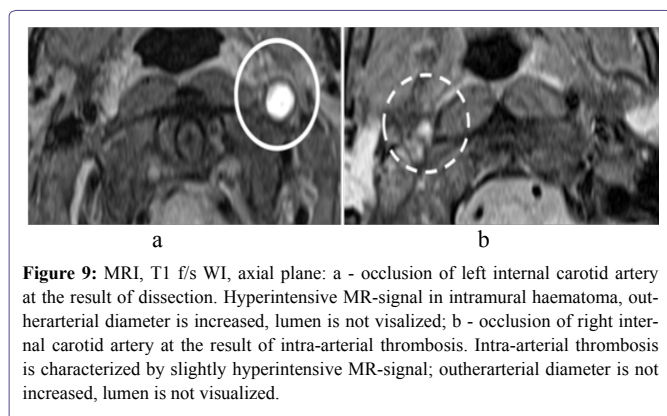 a
b
Figure 9: MRI, T1 f/s WI, axial plane: a - occlusion of left internal carotid artery
at the result of dissection. Hyperintensive MR-signal in intramural haematoma, out-
herarterial diameter is increased, lumen is not visalized; b - occlusion of right inter-
nal carotid artery at the result of intra-arterial thrombosis. Intra-arterial thrombosis
is characterized by slightly hyperintensive MR-signal; outherarterial diameter is not
increased, lumen is not visualized.